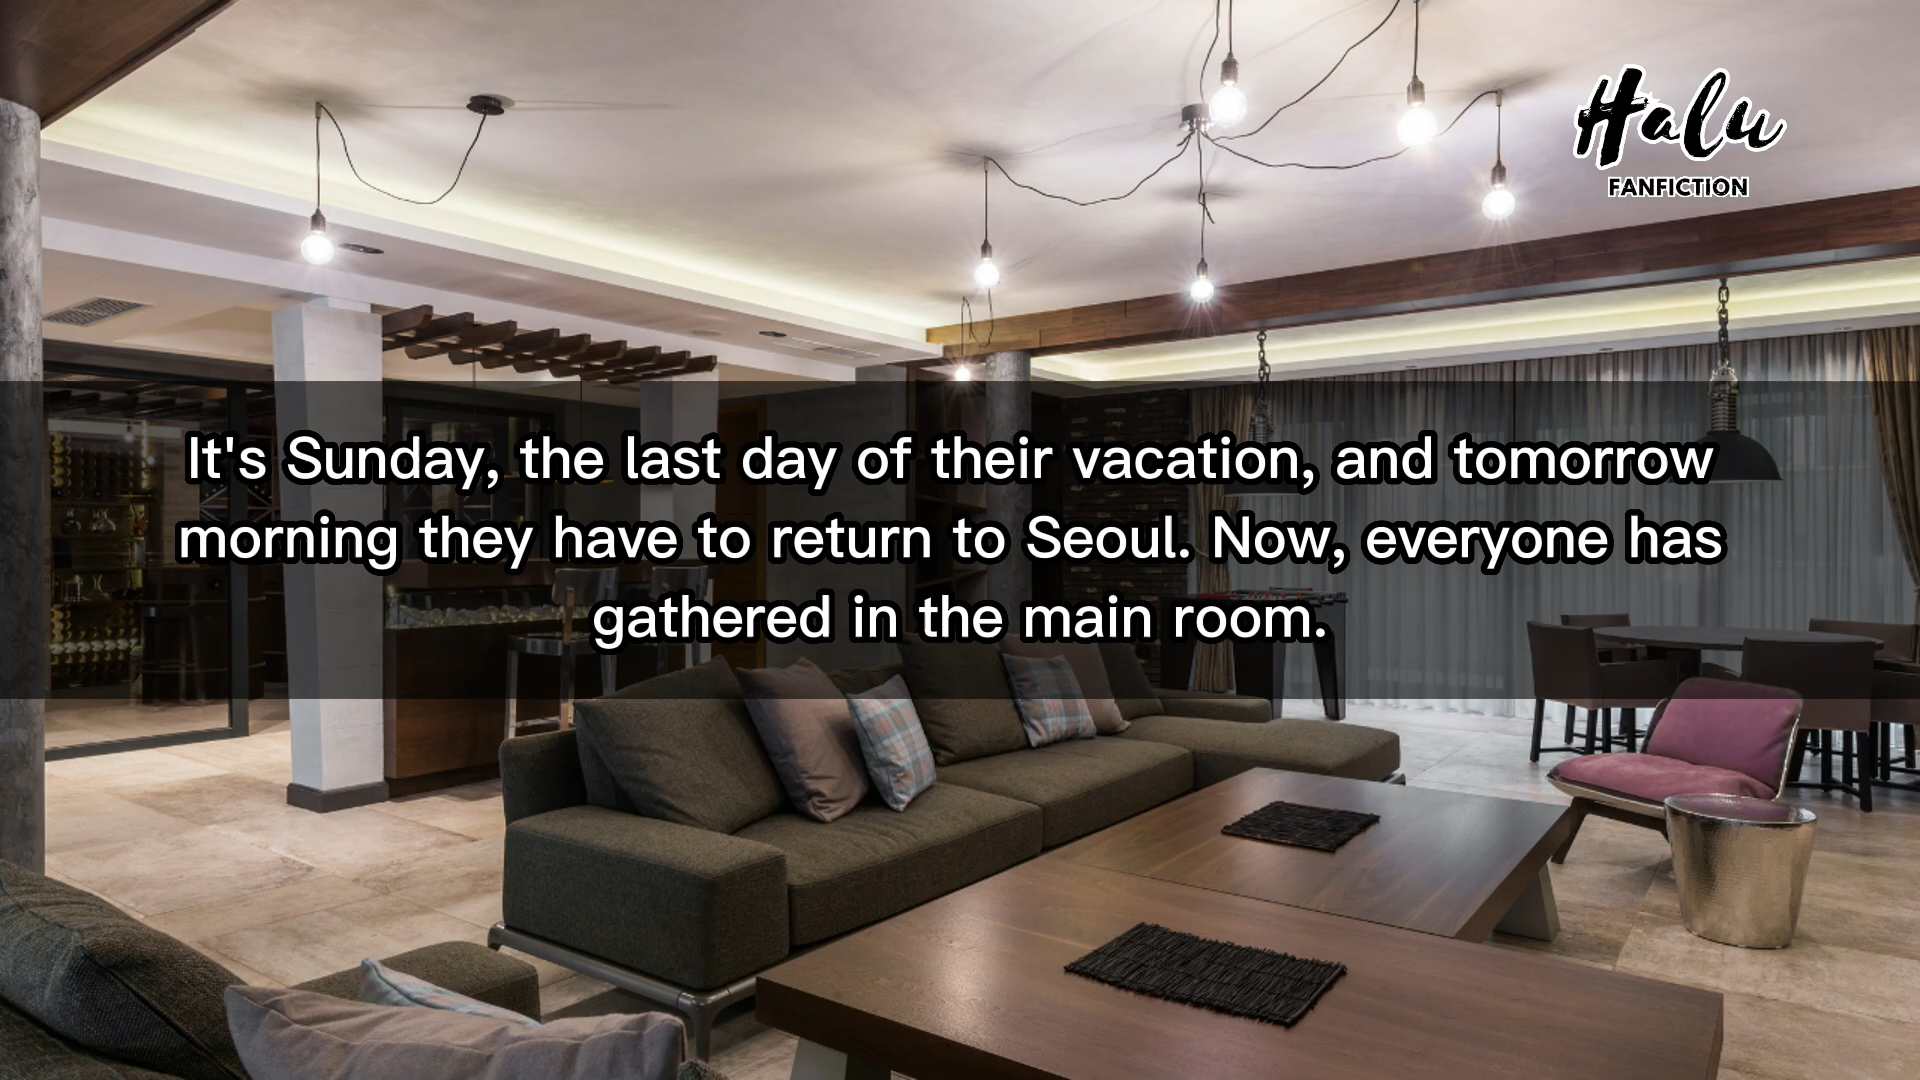 Halu
FANFICTION
It's Sunday, the last day of their vacation, and tomorrow
morning they have to return to Seoul. Now, everyone has
gathered in the main room.